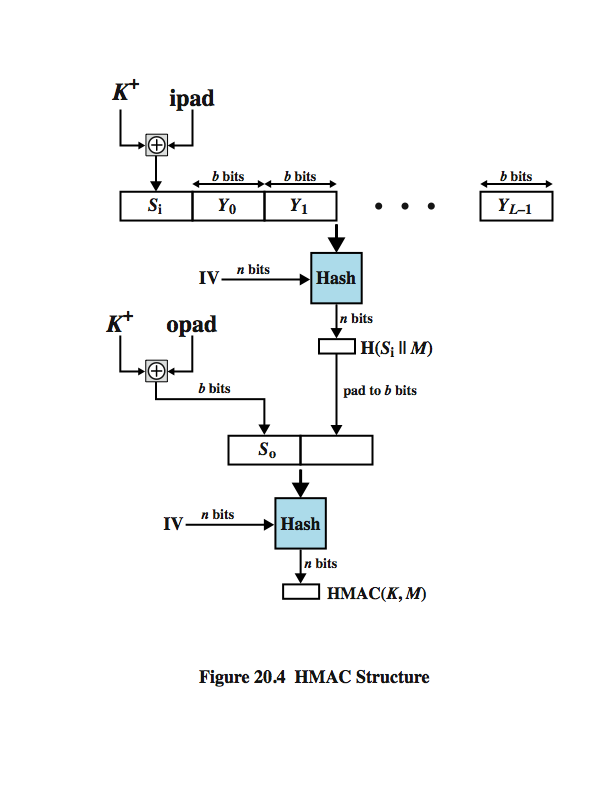 K+ ipad
b bits b bits b bits
Si Y0 Y1 • • • YL–1
IV n bits Hash
n bits
H(Si || M)
K+ opad
pad to b bits
b bits
So
IV n bits Hash
n bits
HMAC(K, M)
Figure 20.4 HMAC Structure